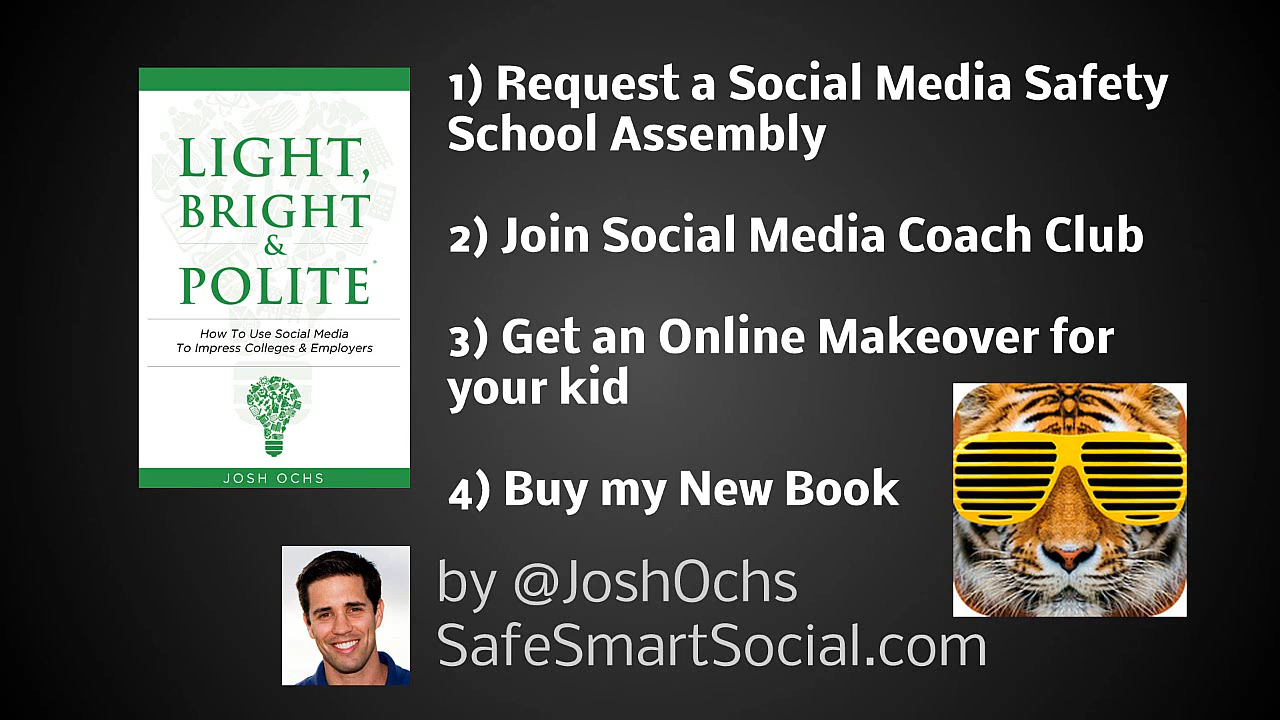 LIGHT,
BRIGHT
&
POLITE
How To Use Social Media
To Impress Colleges & Employers
JOSH OCHS
1) Request a Social Media Safety
School Assembly
2) Join Social Media Coach Club
3) Get an Online Makeover for
your kid
4) Buy my New Book
by @JoshOchs
SafeSmartSocial.com